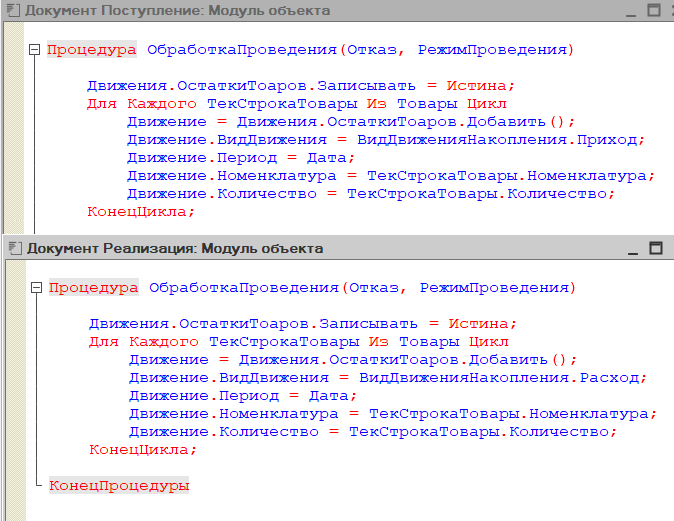 Документ Поступление: Модуль объекта
Процедура ОбработкаПроведения(Отказ, РежимПроведения)
Движения.ОстаткиТоаров.Записывать = Истина;
Для Каждого ТекСтрокаТовары Из Товары Цикл
Движение = Движения.ОстаткиТоаров.Добавить();
Движение.ВидДвижения = ВидДвиженияНакопления.Приход;
Движение.Период = Дата;
Движение.Номенклатура = ТекСтрокаТовары.Номенклатура;
Движение.Количество = ТекСтрокаТовары.Количество;
КонецЦикла;
Документ Реализация: Модуль объекта
Процедура ОбработкаПроведения(Отказ, РежимПроведения)
Движения.ОстаткиТоаров.Записывать = Истина;
Для Каждого ТекСтрокаТовары Из Товары Цикл
Движение = Движения.ОстаткиТоаров.Добавить();
Движение.ВидДвижения = ВидДвиженияНакопления.Расход;
Движение.Период = Дата;
Движение.Номенклатура = ТекСтрокаТовары.Номенклатура;
Движение.Количество = ТекСтрокаТовары.Количество;
КонецЦикла;
КонецПроцедуры